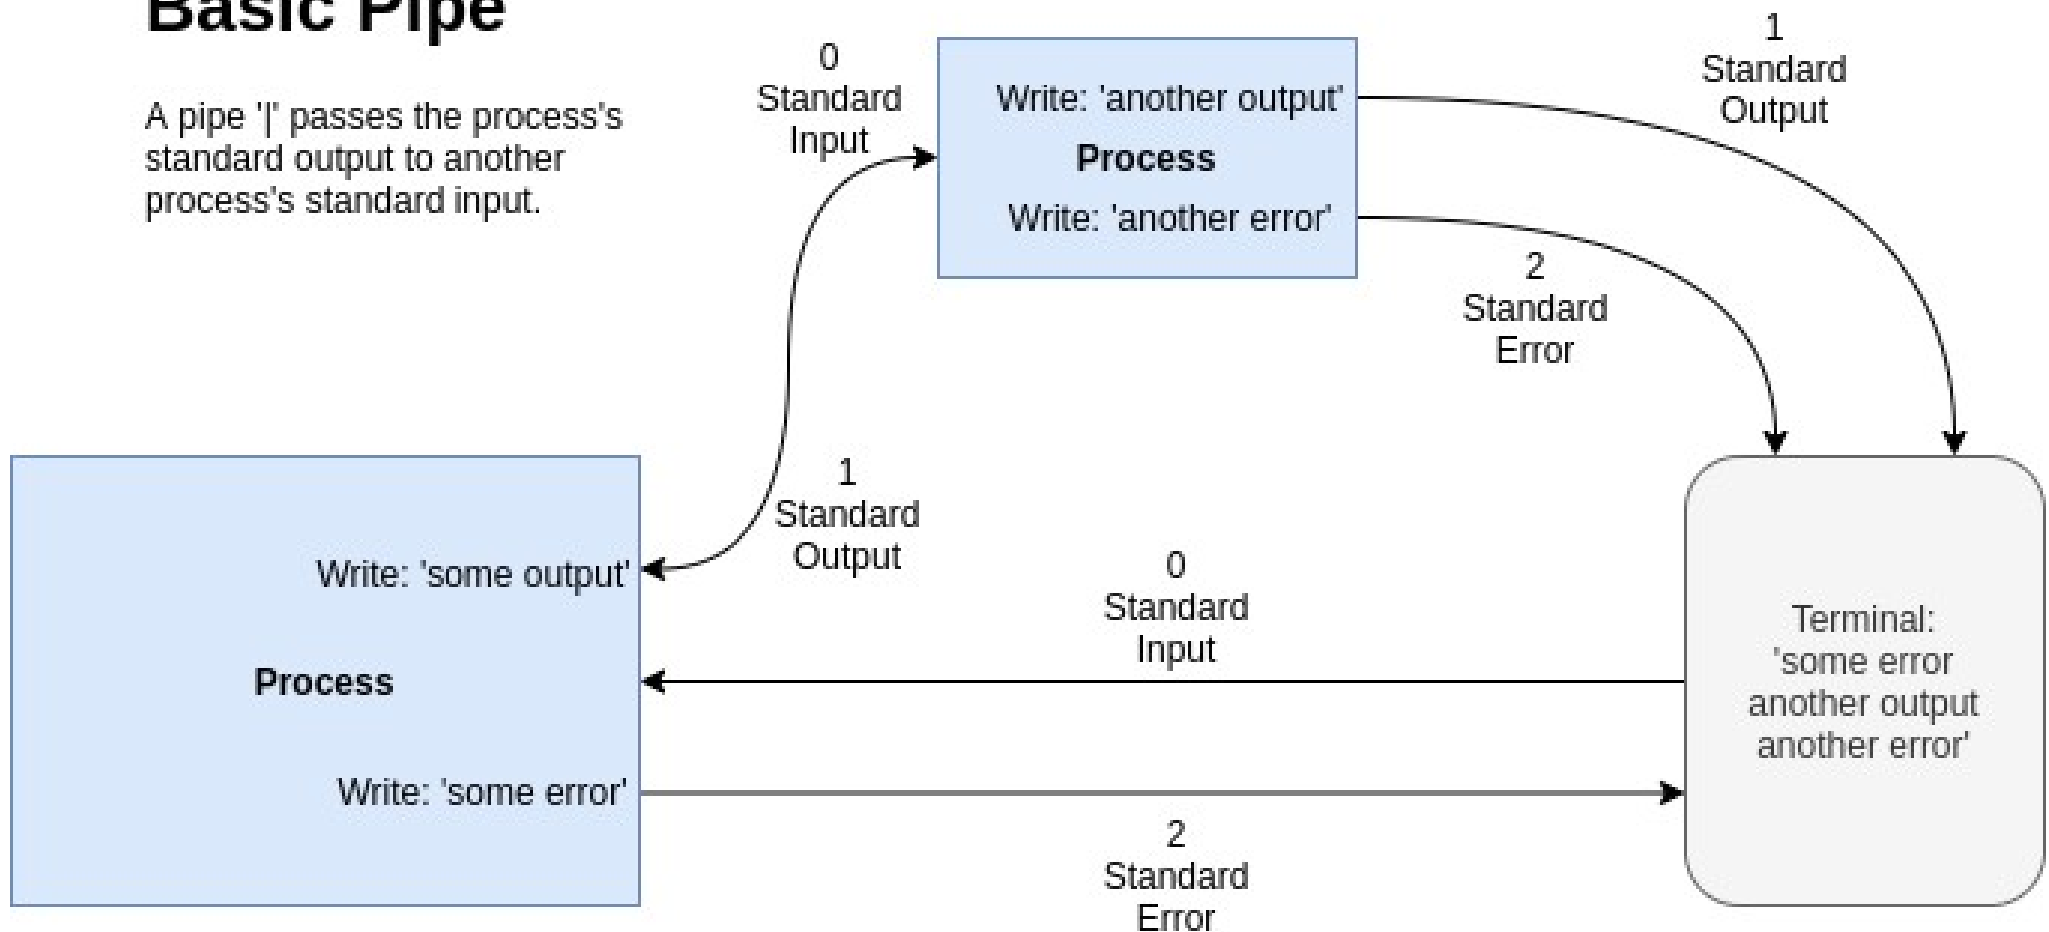 Basic Pipe
A pipe '|' passes the process's
standard output to another
process's standard input.
0
Standard
Input
Write: 'another output'
Process
Write: 'another error'
1
Standard
Output
2
Standard
Error
1
Standard
Output
Write: 'some output'
Process
Write: 'some error'
0
Standard
Input
2
Standard
Error
Terminal:
'some error
another output
another error'